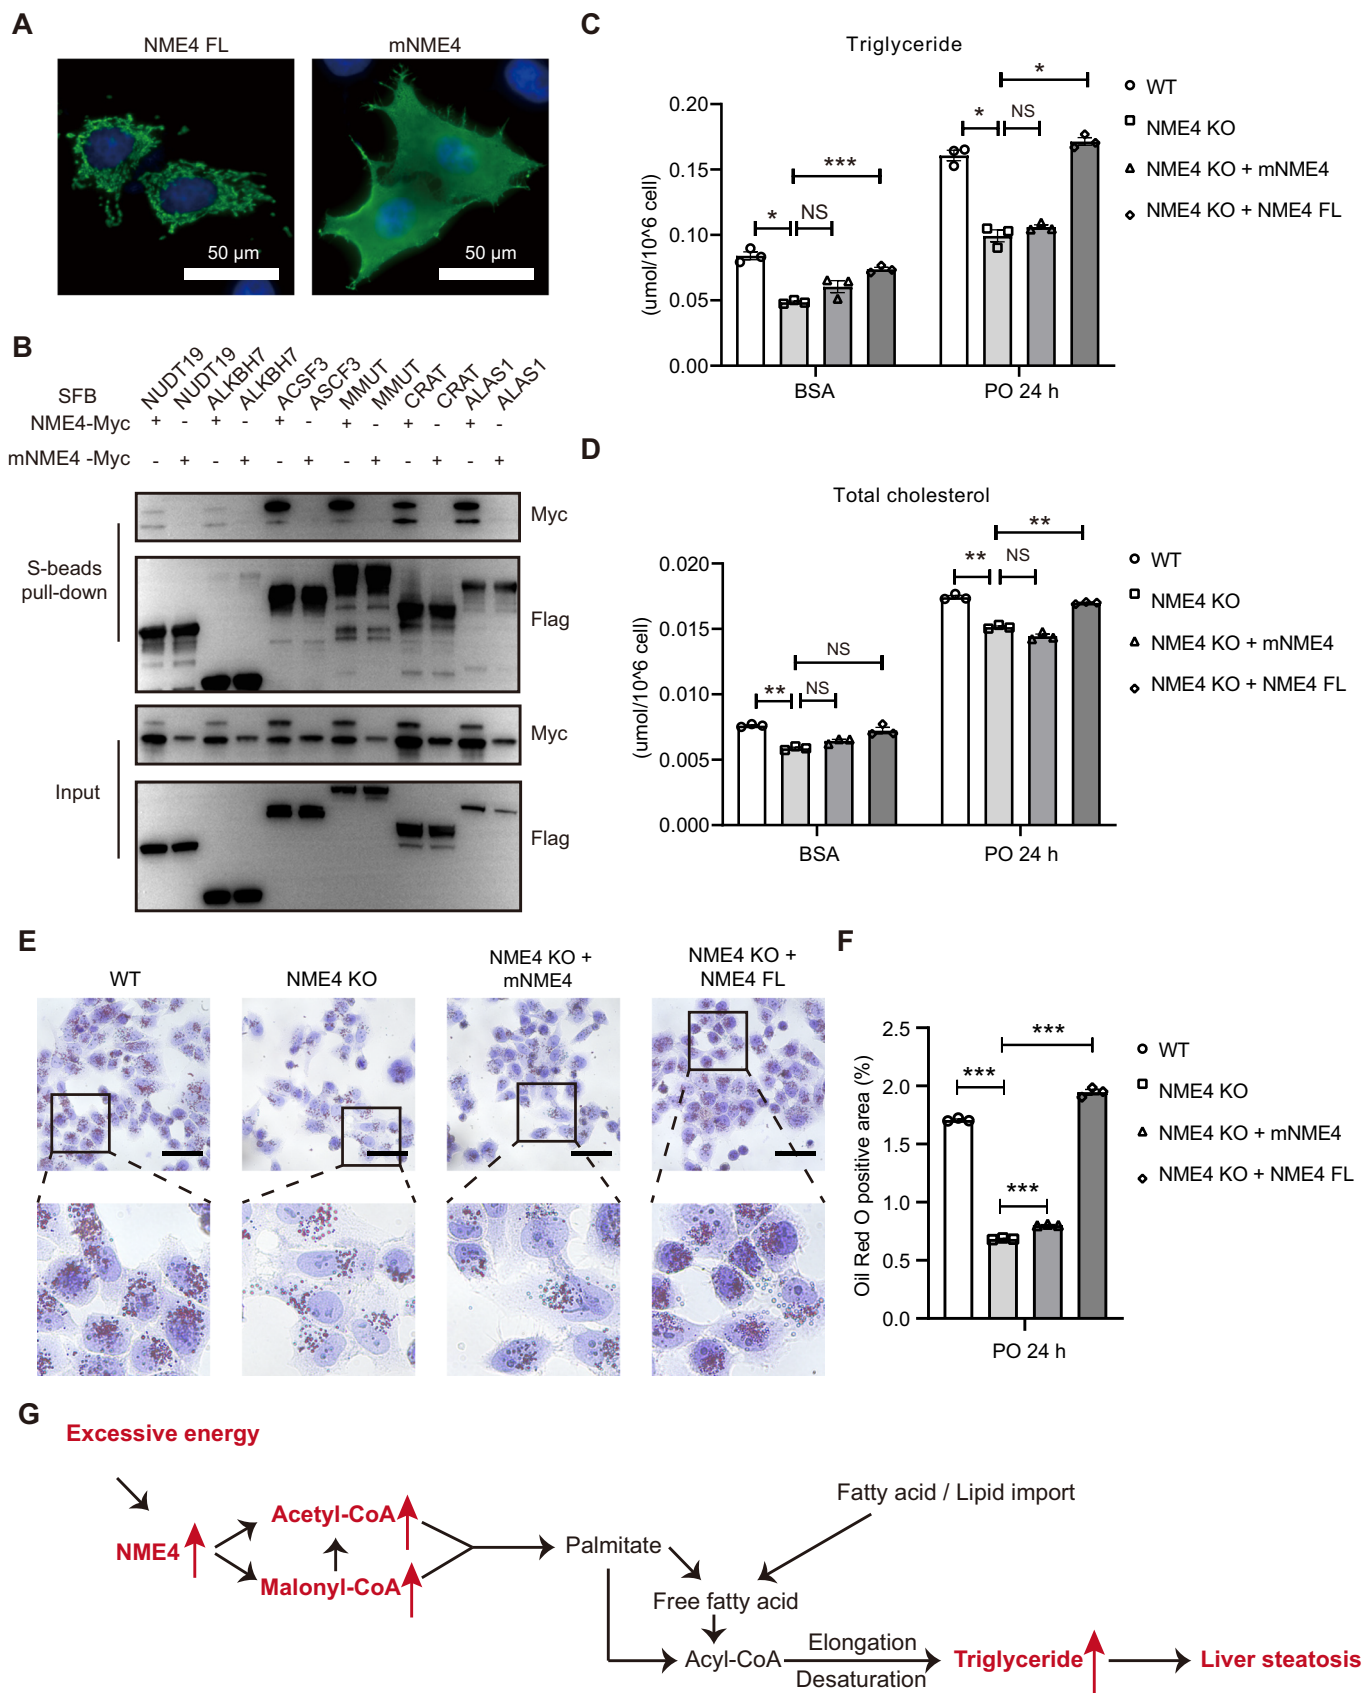 A
NME4 FL
mNME4
50 µm
50 µm
B
SFB
NUDT19
NUDT19
ALKBH7
ALKBH7
ACSF3
ASCF3
MMUT
MMUT
CRAT
CRAT
ALAS1
ALAS1
NME4-Myc + - + - + - + - + - + -
mNME4 -Myc - + - + - + - + - + - +
S-beads
pull-down
Myc
Flag
Input
Myc
Flag
C
Triglyceride
(umol/10^6 cell)
0.20
0.15
0.10
0.05
0.00
* NS ***
* NS *
BSA
PO 24 h
WT
NME4 KO
NME4 KO + mNME4
NME4 KO + NME4 FL
D
Total cholesterol
(umol/10^6 cell)
0.020
0.015
0.010
0.005
0.000
** NS NS
** NS **
BSA
PO 24 h
WT
NME4 KO
NME4 KO + mNME4
NME4 KO + NME4 FL
E
WT
NME4 KO
NME4 KO +
mNME4
NME4 KO +
NME4 FL
F
Oil Red O positive area (%)
2.5
2.0
1.5
1.0
0.5
0.0
*** *** ***
PO 24 h
WT
NME4 KO
NME4 KO + mNME4
NME4 KO + NME4 FL
G
Excessive energy
NME4
Acetyl-CoA
Malonyl-CoA
Palmitate
Fatty acid / Lipid import
Free fatty acid
Acyl-CoA
Elongation
Desaturation
Triglyceride
Liver steatosis